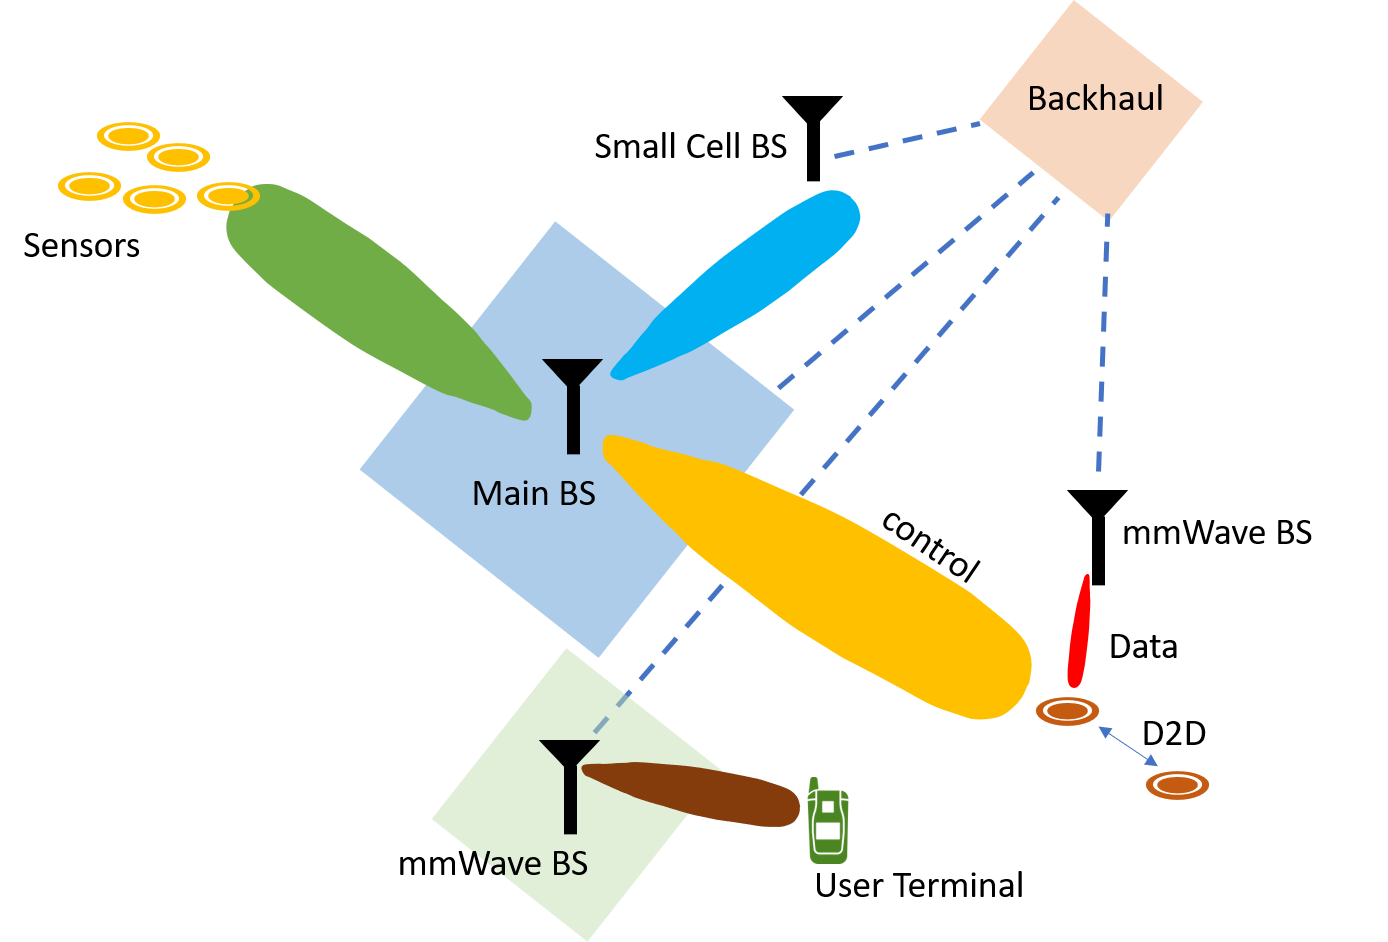 Backhaul
Small Cell BS
Sensors
Main BS
control
mmWave BS
Data
D2D
mmWave BS
User Terminal